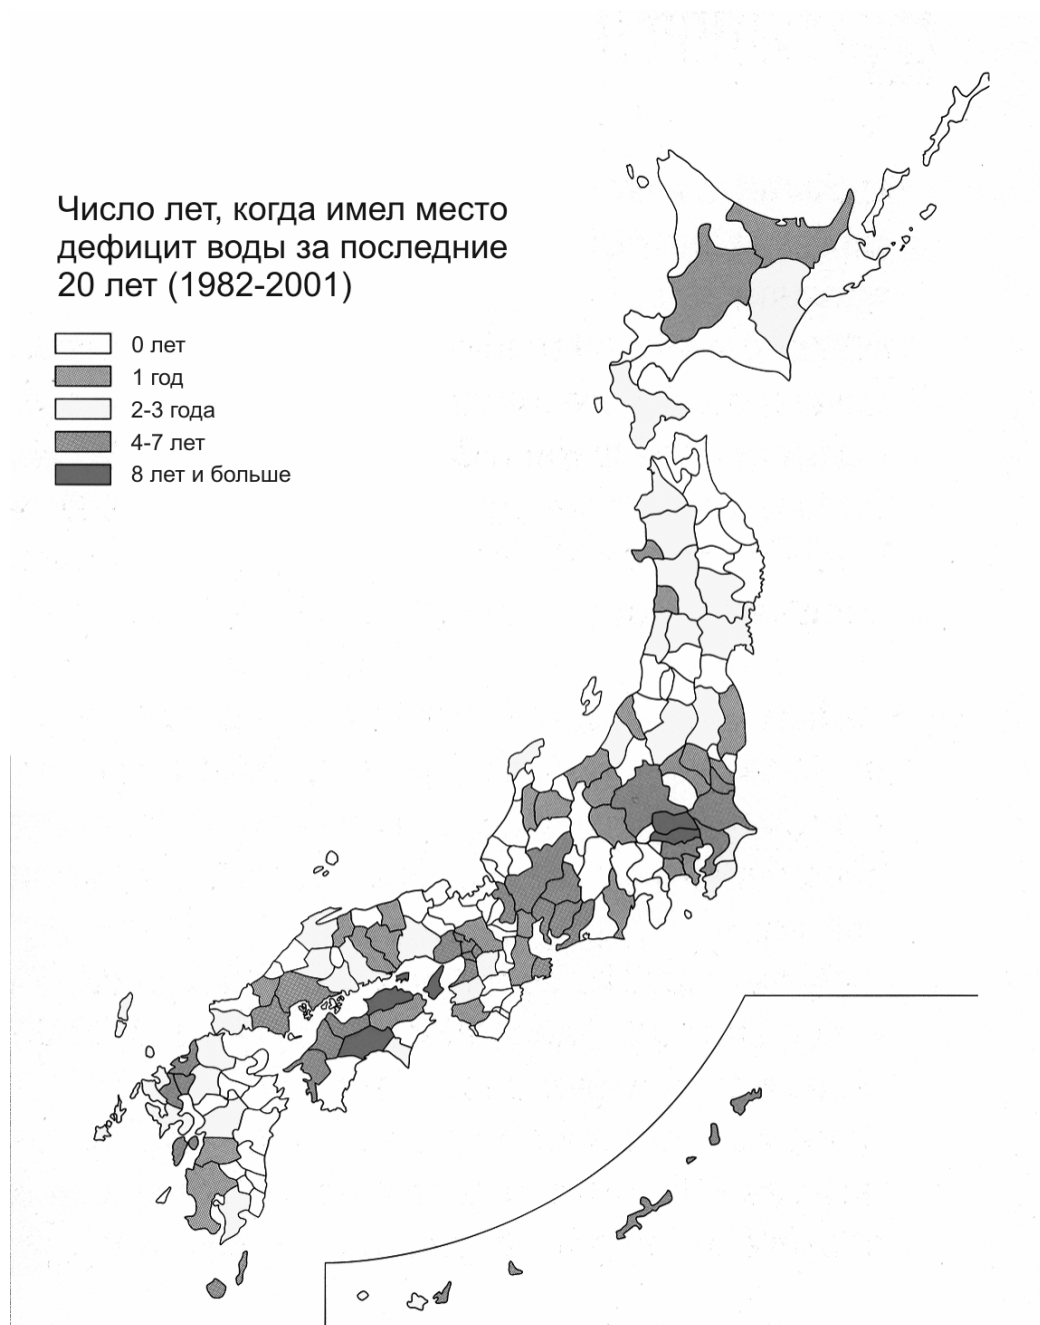 Число лет, когда имел место
дефицит воды за последние
20 лет (1982-2001)
0 лет
1 год
2-3 года
4-7 лет
8 лет и больше